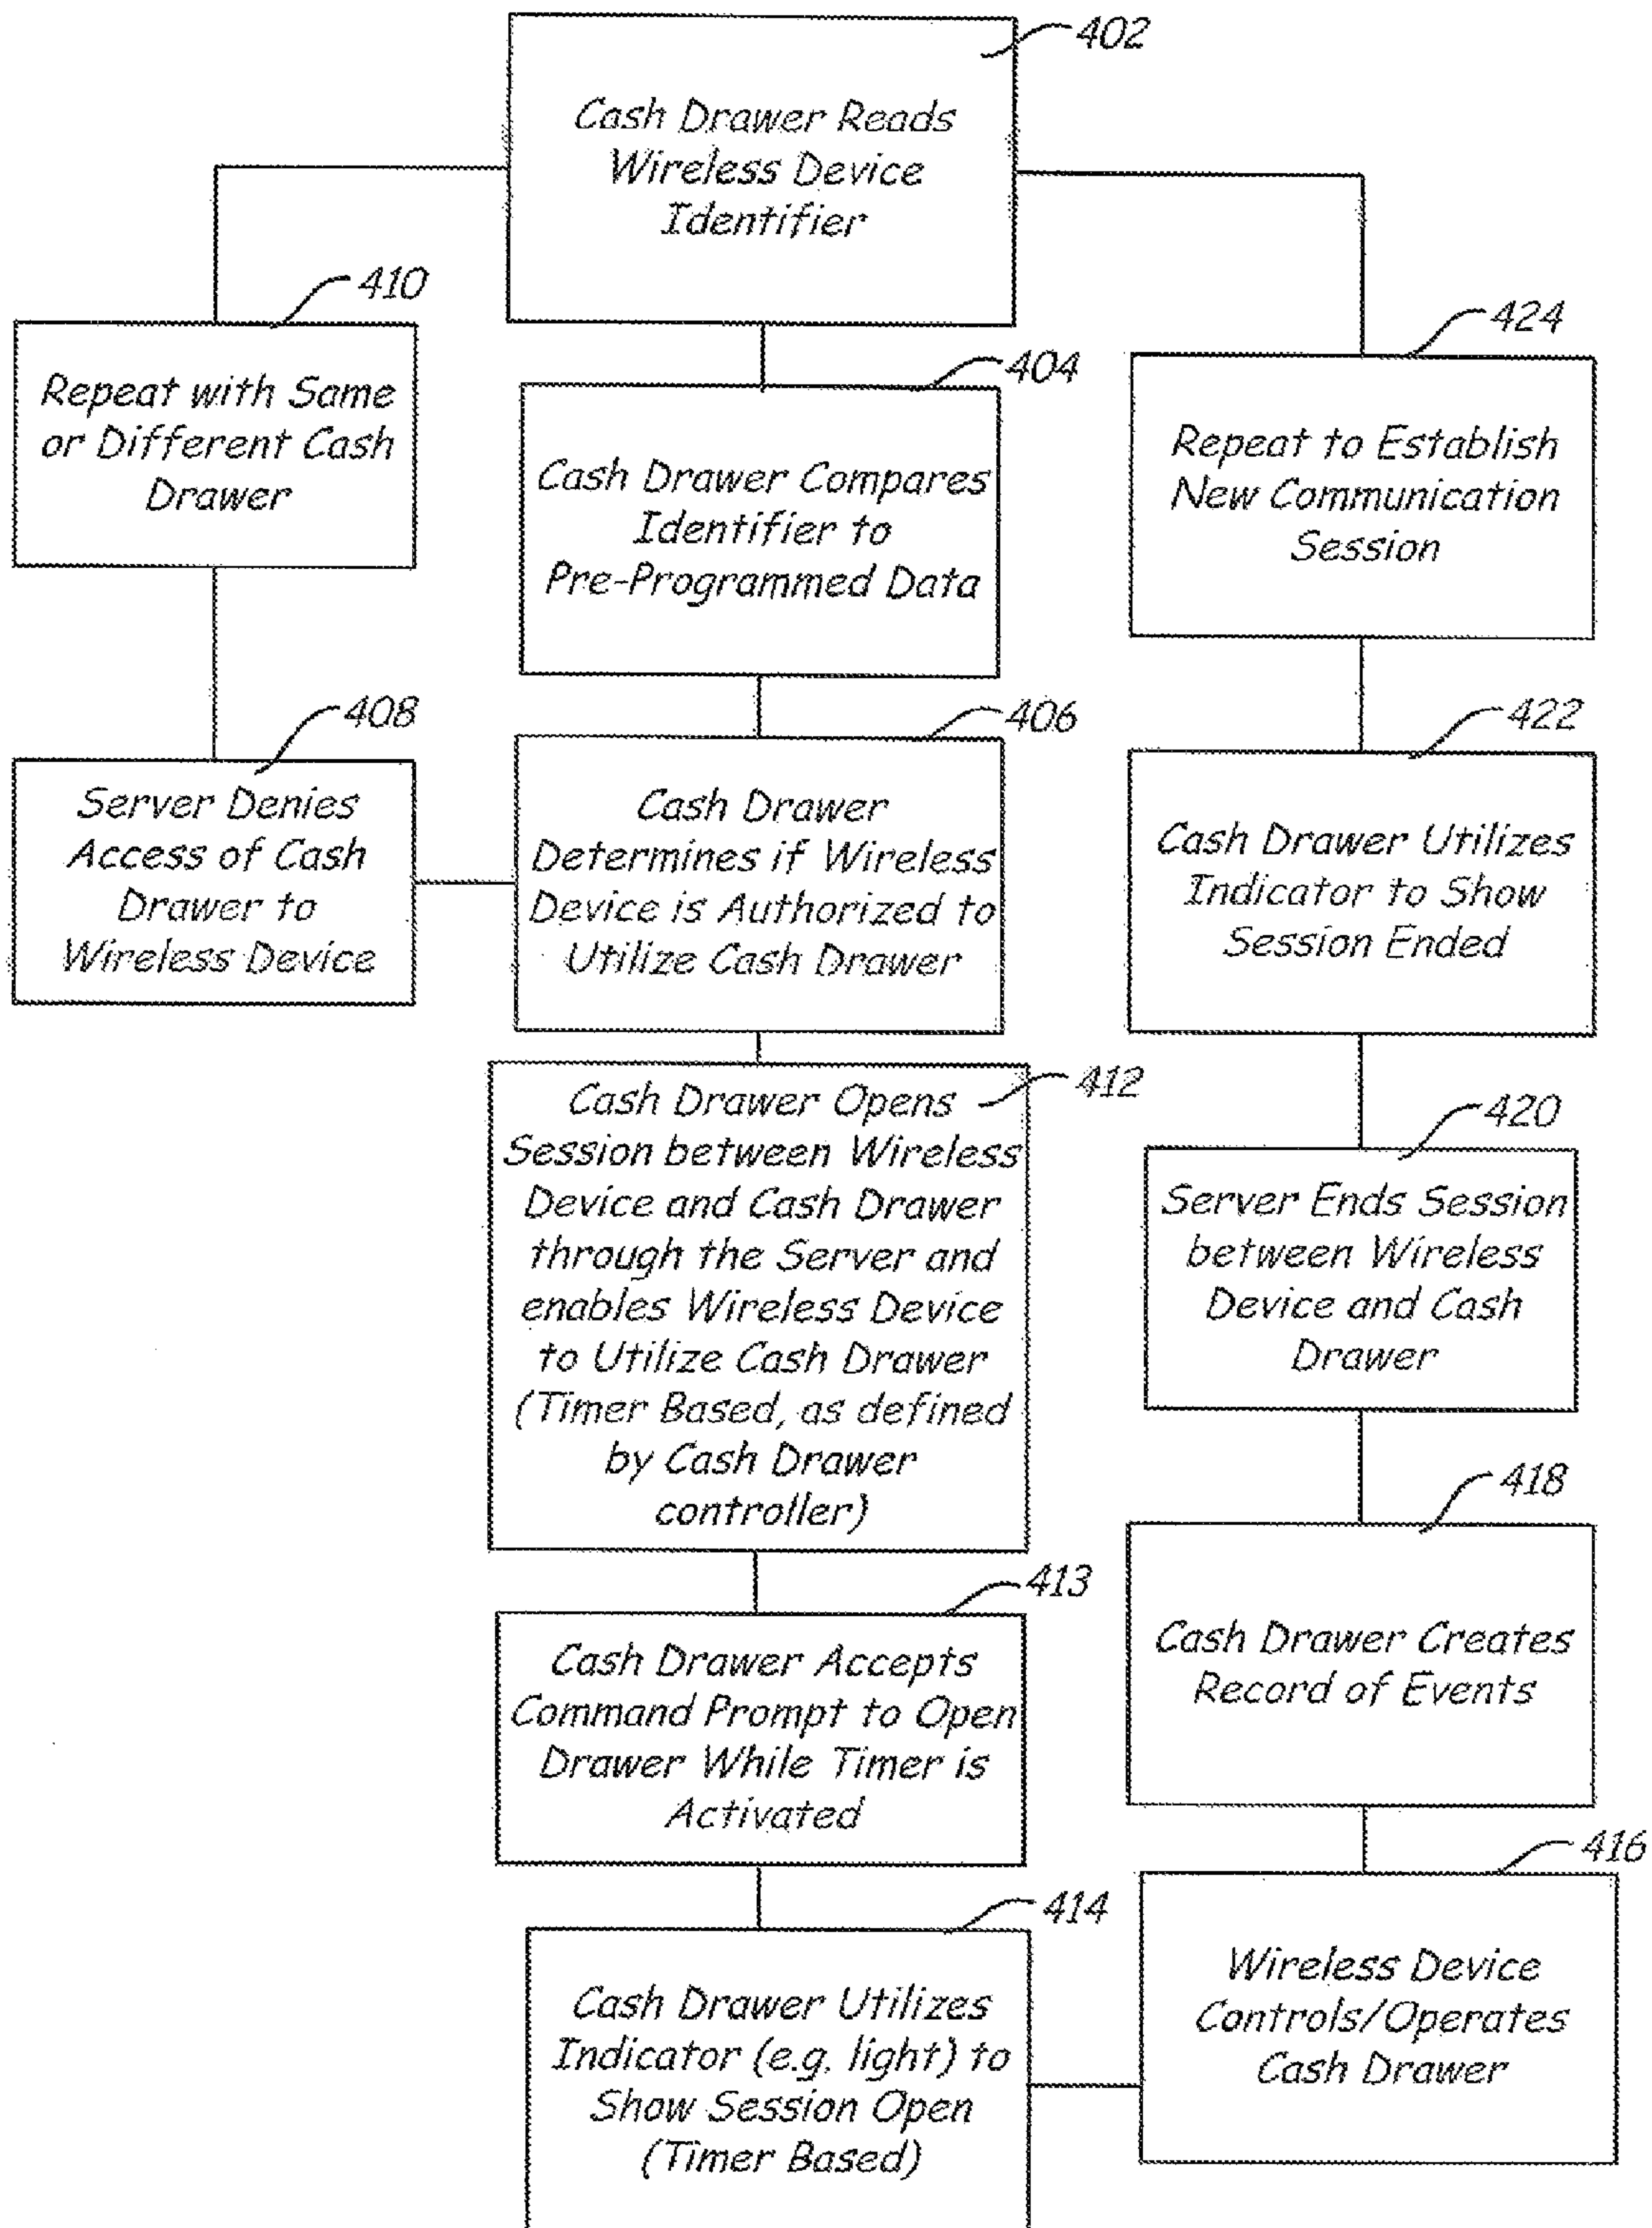 402
Cash Drawer Reads
Wireless Device
Identifier
410
Repeat with Same
or Different Cash
Drawer
404
Cash Drawer Compares
Identifier to
Pre-Programmed Data
424
Repeat to Establish
New Communication
Session
408
Server Denies
Access of Cash
Drawer to
Wireless Device
406
Cash Drawer
Determines if Wireless
Device is Authorized to
Utilize Cash Drawer
422
Cash Drawer Utilizes
Indicator to Show
Session Ended
412
Cash Drawer Opens
Session between Wireless
Device and Cash Drawer
through the Server and
enables Wireless Device
to Utilize Cash Drawer
(Timer Based, as defined
by Cash Drawer
controller)
420
Server Ends Session
between Wireless
Device and Cash
Drawer
413
Cash Drawer Accepts
Command Prompt to Open
Drawer While Timer is
Activated
418
Cash Drawer Creates
Record of Events
414
Cash Drawer Utilizes
Indicator (e.g. light) to
Show Session Open
(Timer Based)
416
Wireless Device
Controls/Operates
Cash Drawer